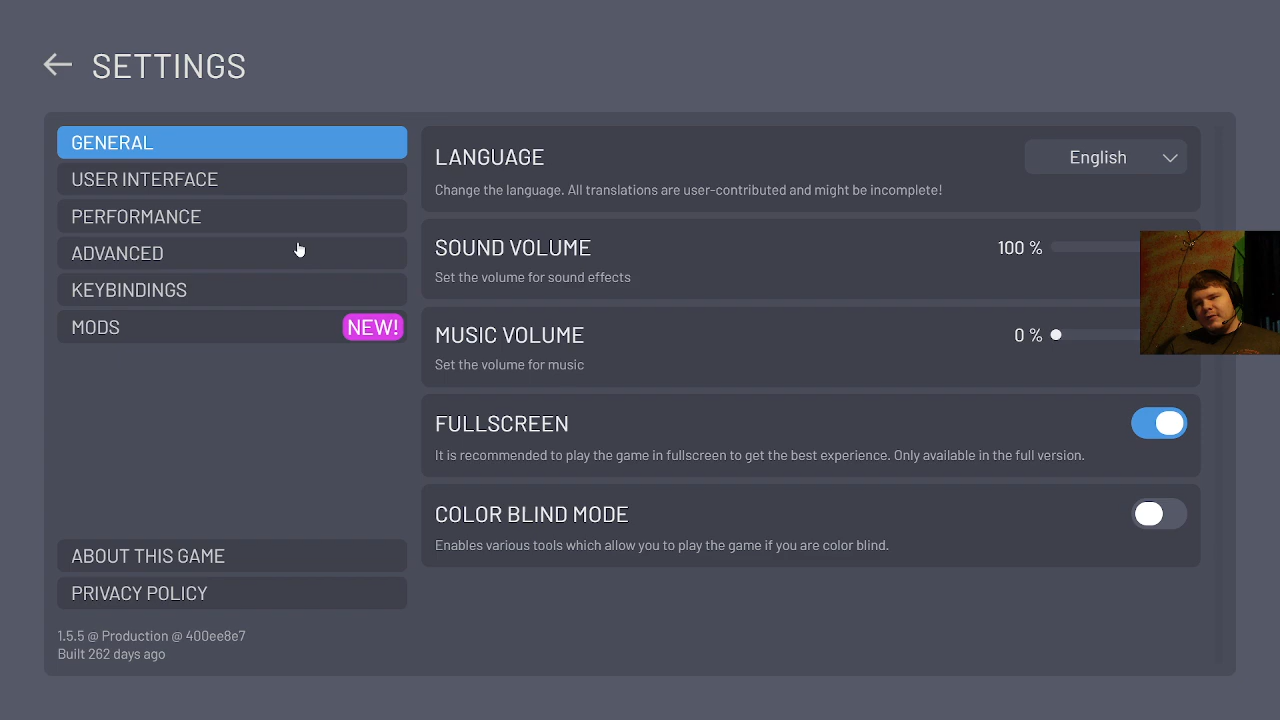 SETTINGS
GENERAL
USER INTERFACE
PERFORMANCE
ADVANCED
KEYBINDINGS
MODS
NEW!
ABOUT THIS GAME
PRIVACY POLICY
1.5.5 @ Production @ 400ee8e7
Built 262 days ago
LANGUAGE
English
Change the language. All translations are user-contributed and might be incomplete!
SOUND VOLUME
100 %
Set the volume for sound effects
MUSIC VOLUME
0 %
Set the volume for music
FULLSCREEN
It is recommended to play the game in fullscreen to get the best experience. Only available in the full version.
COLOR BLIND MODE
Enables various tools which allow you to play the game if you are color blind.